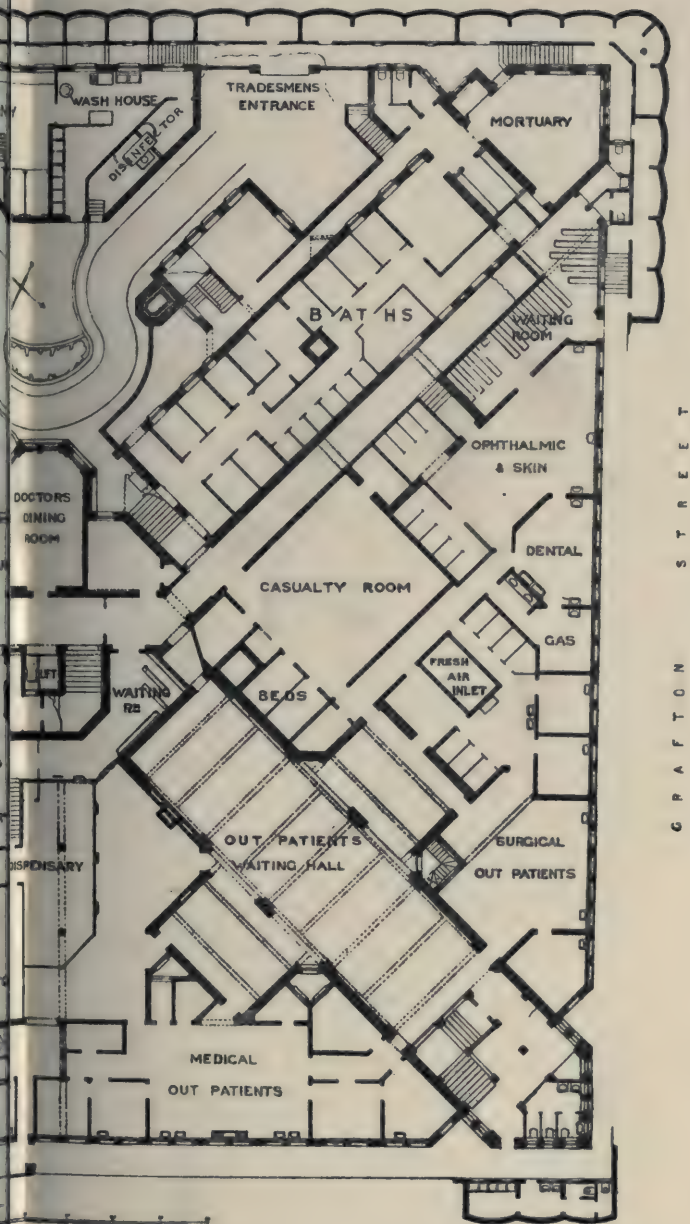 WASH HOUSE
DISENFECTOR
TRADESMENS
ENTRANCE
MORTUARY
BATHS
WAITING
ROOM
OPHTHALMIC
& SKIN
DOCTORS
DINING
ROOM
DENTAL
CASUALTY ROOM
GAS
FRESH
AIR
INLET
LIFT
WAITING
RM
BEDS
OUT PATIENTS
WAITING HALL
SURGICAL
OUT PATIENTS
DISPENSARY
MEDICAL
OUT PATIENTS
GRAFTON STREET